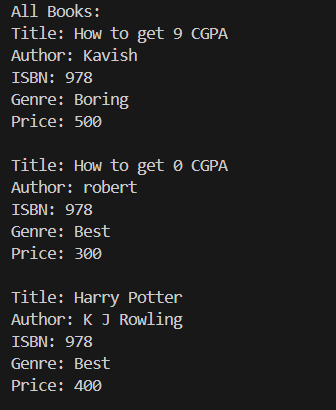 All Books:
Title: How to get 9 CGPA
Author: Kavish
ISBN: 978
Genre: Boring
Price: 500
Title: How to get 0 CGPA
Author: robert
ISBN: 978
Genre: Best
Price: 300
Title: Harry Potter
Author: K J Rowling
ISBN: 978
Genre: Best
Price: 400